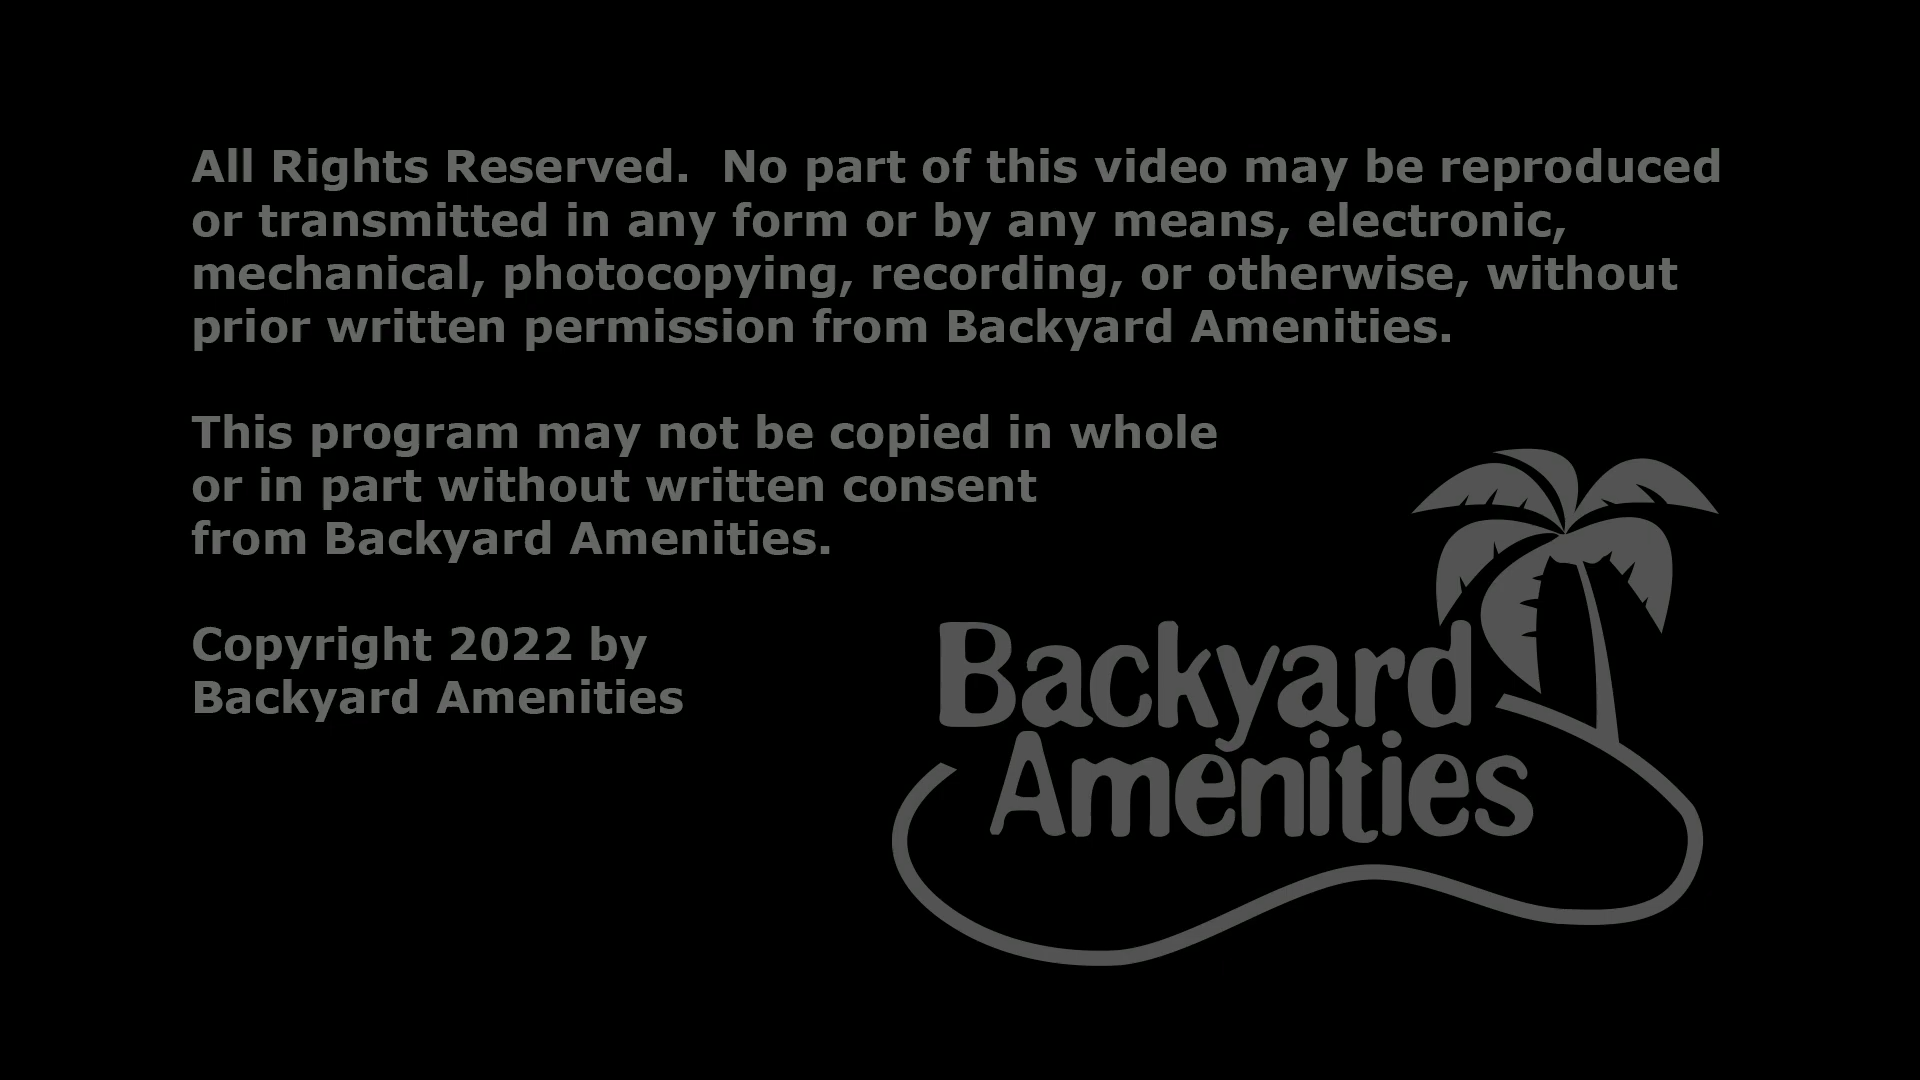 All Rights Reserved.  No part of this video may be reproduced
or transmitted in any form or by any means, electronic,
mechanical, photocopying, recording, or otherwise, without
prior written permission from Backyard Amenities.
This program may not be copied in whole
or in part without written consent
from Backyard Amenities.
Copyright 2022 by
Backyard Amenities
Backyard
Amenities